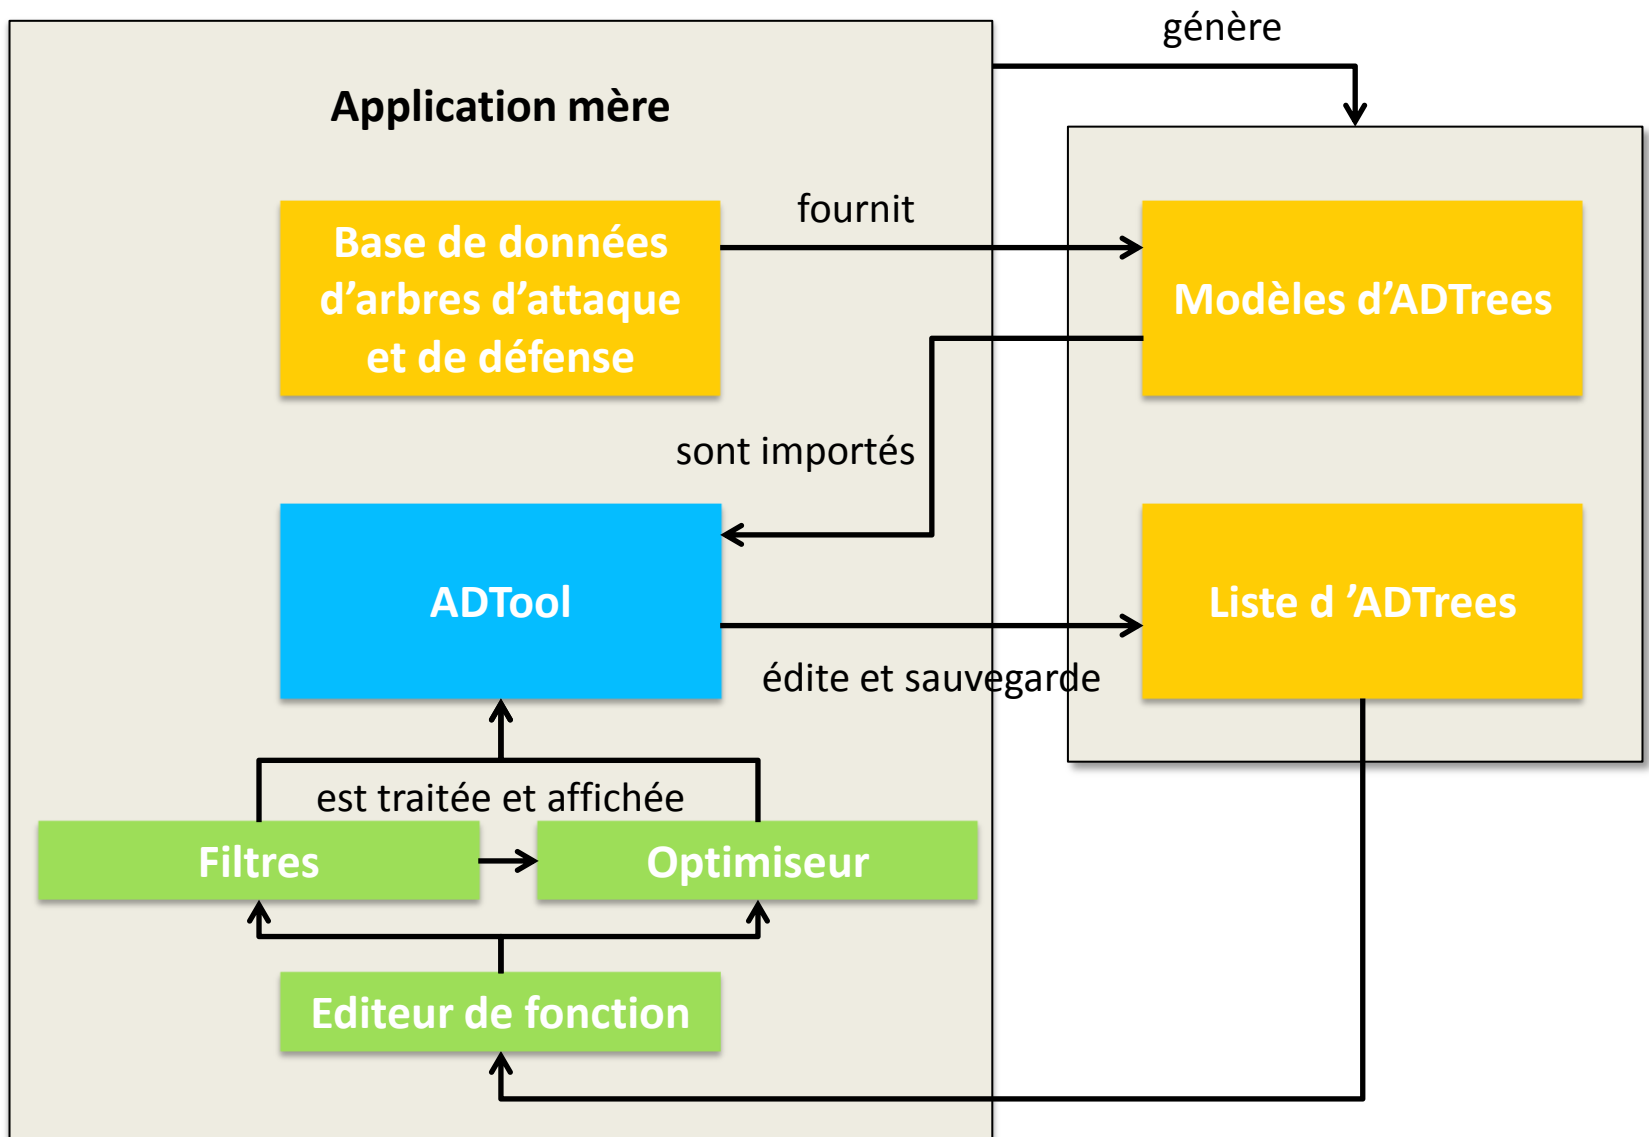 génère
Application mère
fournit
Base de données
d’arbres d’attaque
et de défense
Modèles d’ADTrees
sont importés
ADTool
Liste d ’ADTrees
édite et sauvegarde
est traitée et affichée
Filtres
Optimiseur
Editeur de fonction